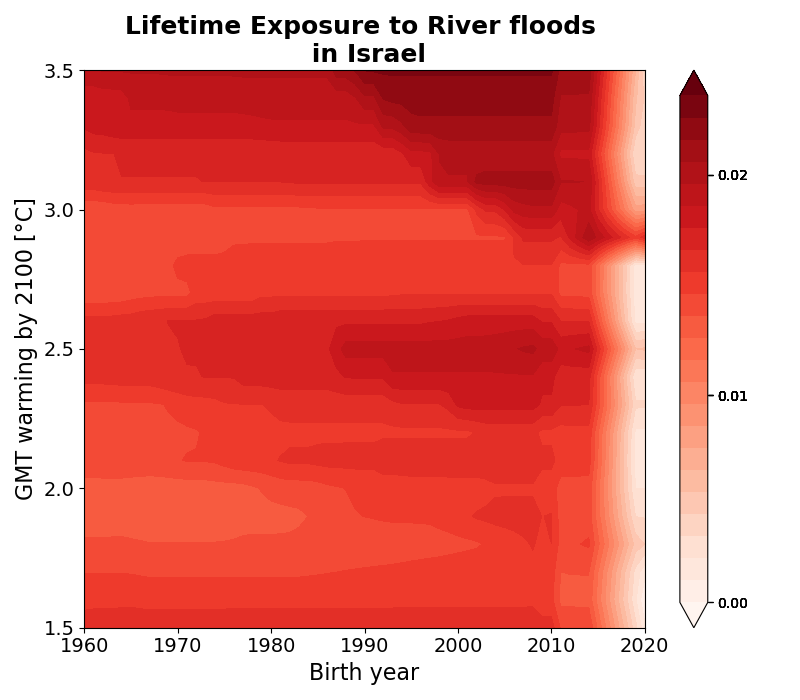 Lifetime Exposure to River floods
in Israel
3.5
3.0
2.5
2.0
1.5
GMT warming by 2100 [°C]
1960 1970 1980 1990 2000 2010 2020
Birth year
0.02
0.01
0.00